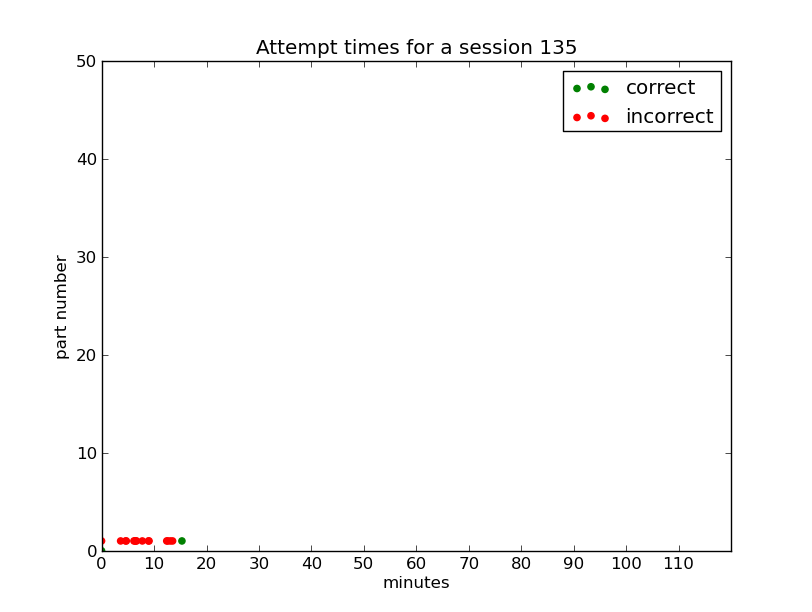 Attempt times for a session 135
correct
incorrect
50
40
30
20
10
0
part number
0 10 20 30 40 50 60 70 80 90 100 110
minutes